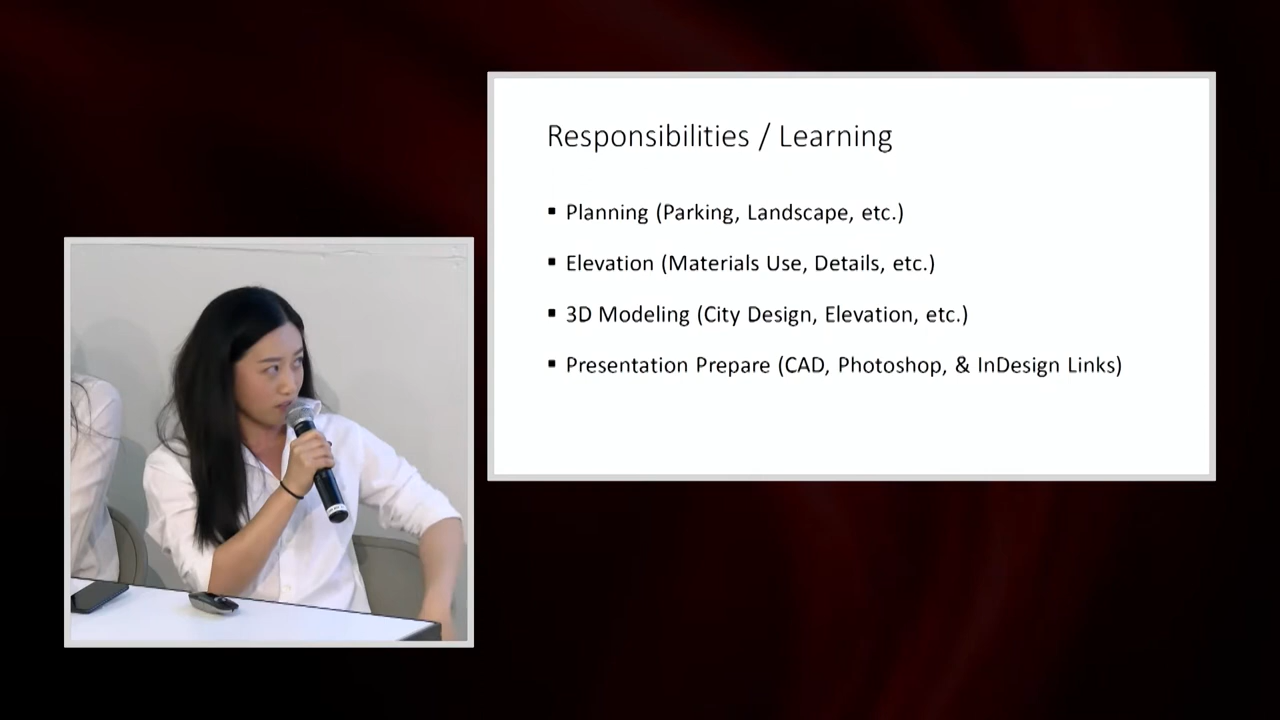 Responsibilities / Learning
▪ Planning (Parking, Landscape, etc.)
▪ Elevation (Materials Use, Details, etc.)
▪ 3D Modeling (City Design, Elevation, etc.)
▪ Presentation Prepare (CAD, Photoshop, & InDesign Links)